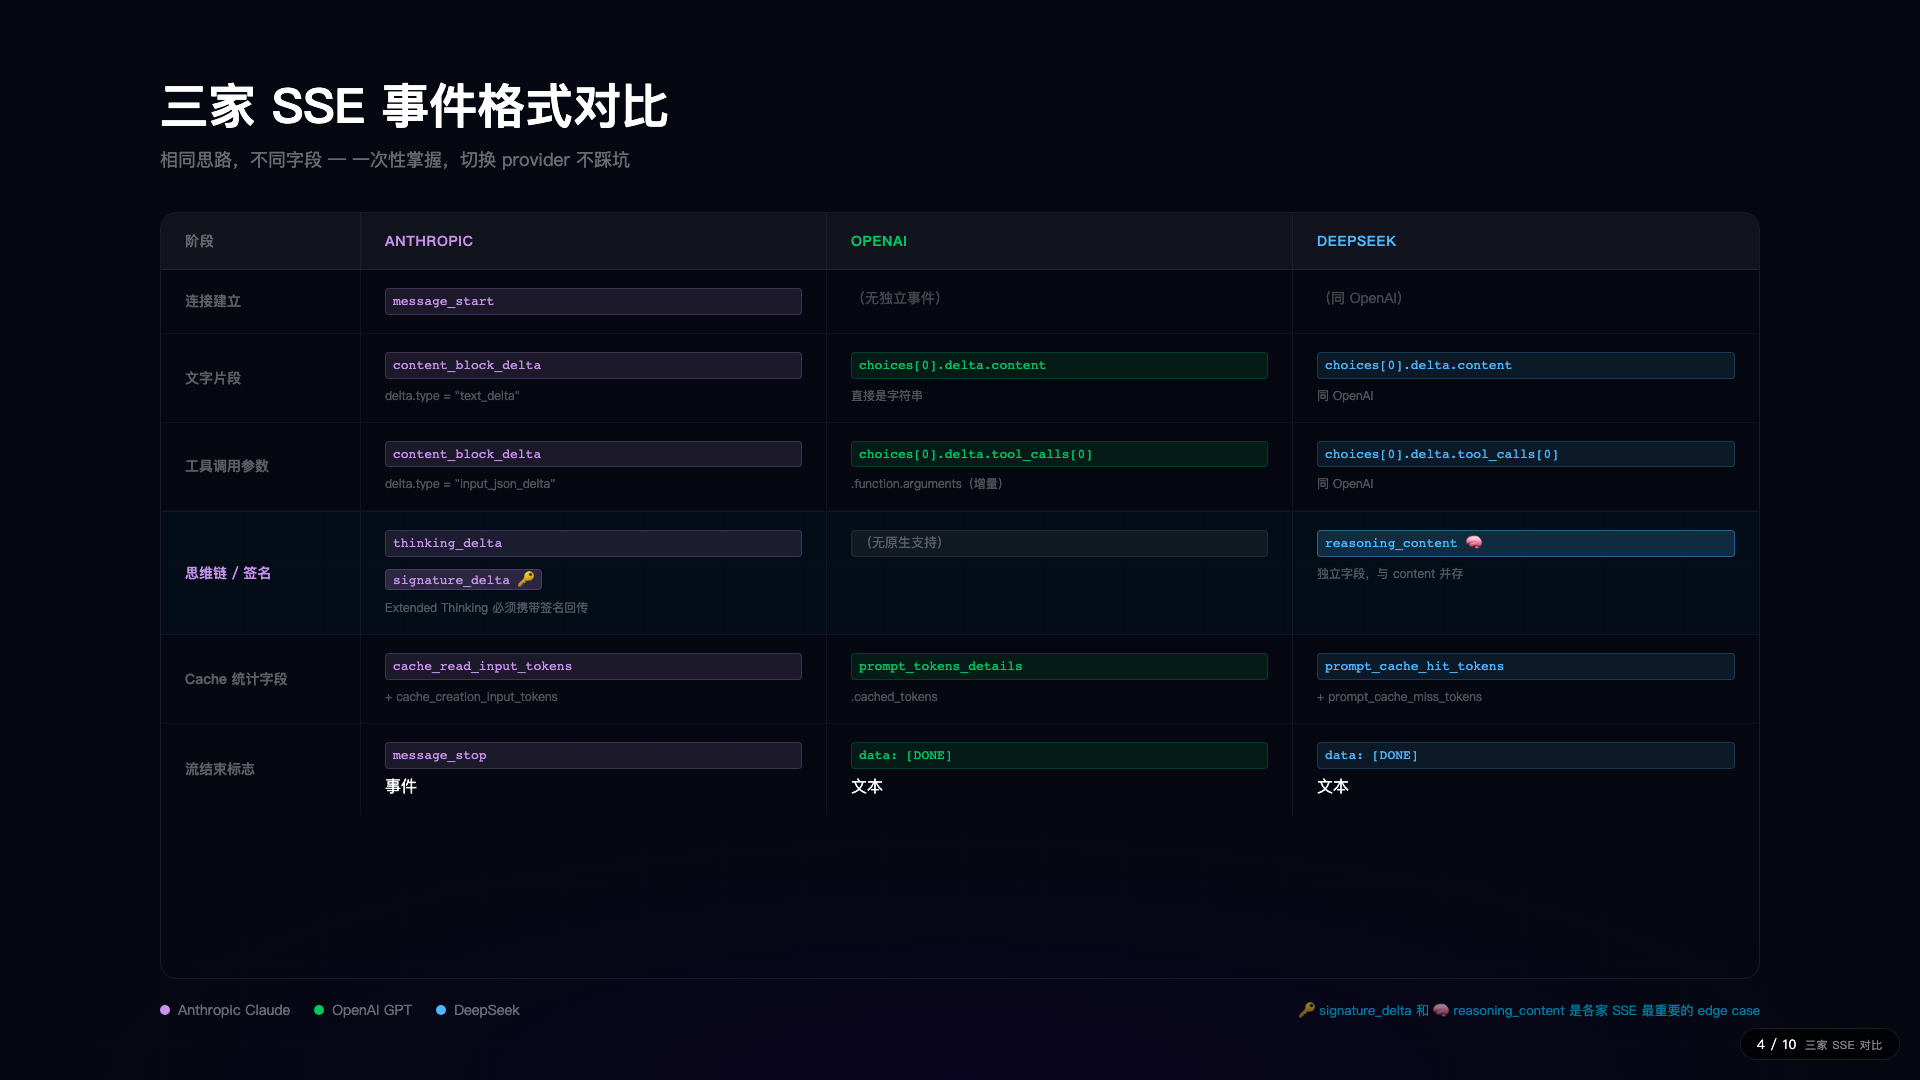 三家 SSE 事件格式对比
相同思路，不同字段 — 一次性掌握，切换 provider 不踩坑
阶段 ANTHROPIC OPENAI DEEPSEEK
连接建立 message_start （无独立事件） （同 OpenAI）
文字片段 content_block_delta choices[0].delta.content choices[0].delta.content
delta.type = "text_delta" 直接是字符串 同 OpenAI
工具调用参数 content_block_delta choices[0].delta.tool_calls[0] choices[0].delta.tool_calls[0]
delta.type = "input_json_delta" .function.arguments（增量） 同 OpenAI
思维链 / 签名 thinking_delta （无原生支持） reasoning_content 🧠
signature_delta 🔑 独立字段，与 content 并存
Extended Thinking 必须携带签名回传
Cache 统计字段 cache_read_input_tokens prompt_tokens_details prompt_cache_hit_tokens
+ cache_creation_input_tokens .cached_tokens + prompt_cache_miss_tokens
流结束标志 message_stop data: [DONE] data: [DONE]
事件 文本 文本
Anthropic Claude OpenAI GPT DeepSeek
🔑 signature_delta 和 🧠 reasoning_content 是各家 SSE 最重要的 edge case
4 / 10 三家 SSE 对比